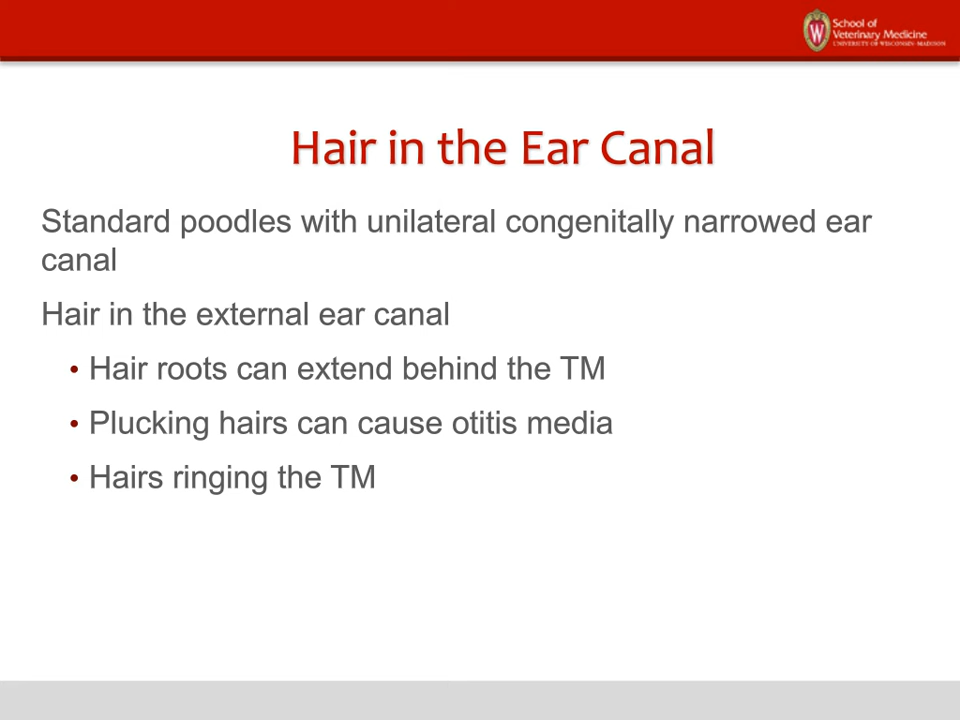 School of
Veterinary Medicine
UNIVERSITY OF WISCONSIN-MADISON
Hair in the Ear Canal
Standard poodles with unilateral congenitally narrowed ear
canal
Hair in the external ear canal
• Hair roots can extend behind the TM
• Plucking hairs can cause otitis media
• Hairs ringing the TM